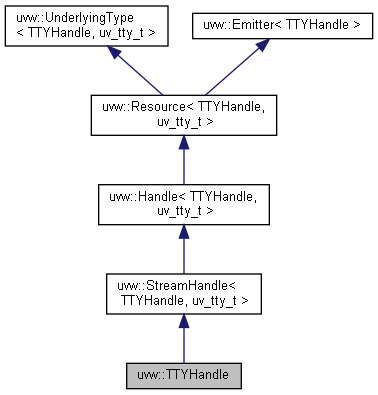 uvw::UnderlyingType
< TTYHandle, uv_tty_t >
uvw::Emitter< TTYHandle >
uvw::Resource< TTYHandle,
uv_tty_t >
uvw::Handle< TTYHandle,
uv_tty_t >
uvw::StreamHandle<
TTYHandle, uv_tty_t >
uvw::TTYHandle